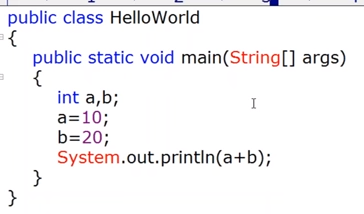 public class HelloWorld
{
public static void main(String[] args)
{
int a,b;
a=10;
b=20;
System.out.println(a+b);
}
}